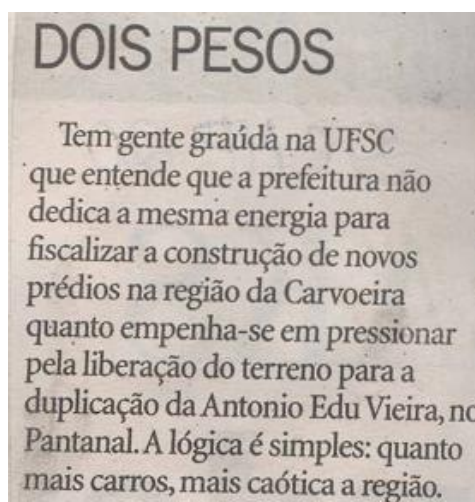 DOIS PESOS
Tem gente graúda na UFSC
que entende que a prefeitura não
dedica a mesma energia para
fiscalizar a construção de novos
prédios na região da Carvoeira
quanto empenha-se em pressionar
pela liberação do terreno para a
duplicação da Antonio Edu Vieira, no
Pantanal. A lógica é simples: quanto
mais carros, mais caótica a região.